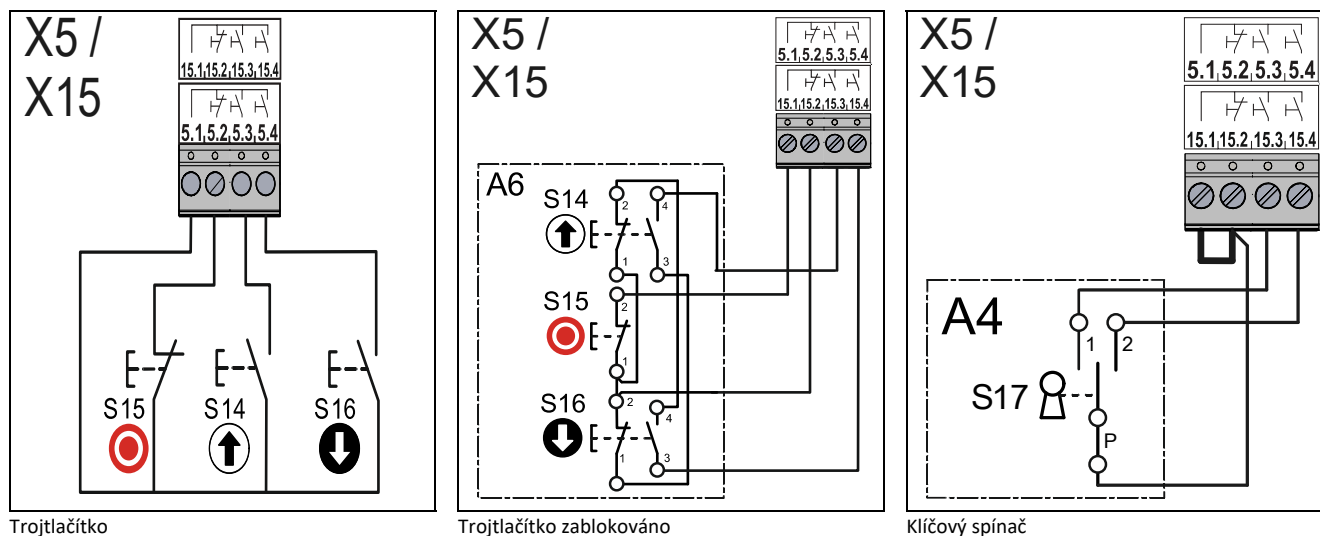 X5 /
X15
15.1 15.2 15.3 15.4
5.1 5.2 5.3 5.4
S15
S14
S16
Trojtlačítko
X5 /
X15
5.1 5.2 5.3 5.4
15.1 15.2 15.3 15.4
A6
S14
2
4
1
3
S15
2
1
S16
2
4
1
3
Trojtlačítko zablokováno
X5 /
X15
5.1 5.2 5.3 5.4
15.1 15.2 15.3 15.4
A4
1
2
S17
P
Klíčový spínač